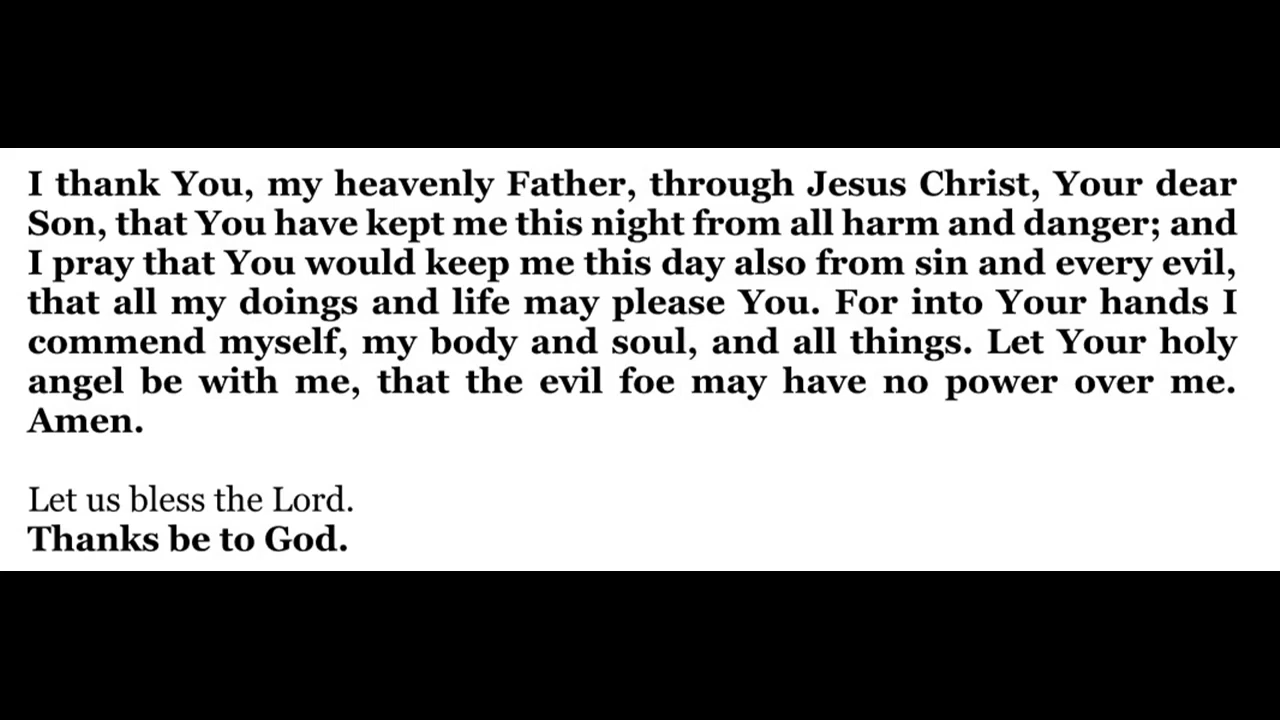 I thank You, my heavenly Father, through Jesus Christ, Your dear
Son, that You have kept me this night from all harm and danger; and
I pray that You would keep me this day also from sin and every evil,
that all my doings and life may please You. For into Your hands I
commend myself, my body and soul, and all things. Let Your holy
angel be with me, that the evil foe may have no power over me.
Amen.
Let us bless the Lord.
Thanks be to God.